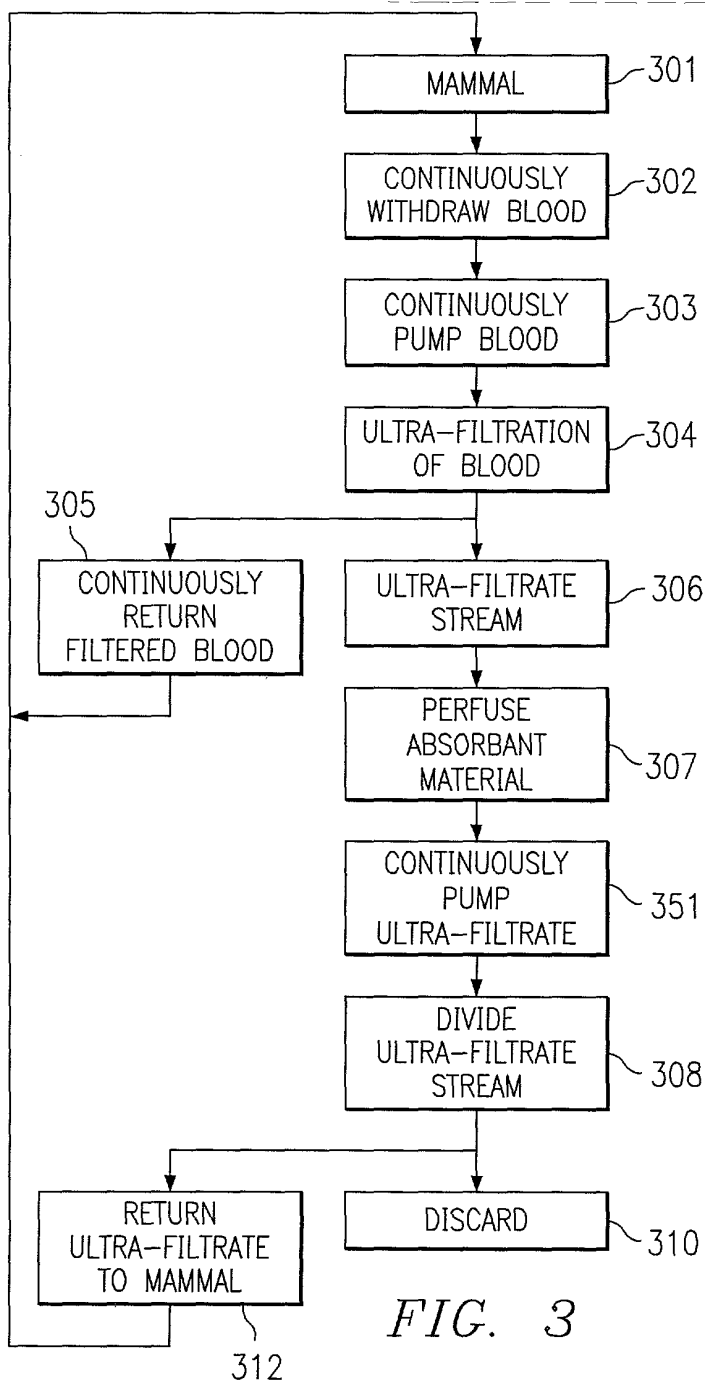 MAMMAL
301
CONTINUOUSLY
WITHDRAW BLOOD
302
CONTINUOUSLY
PUMP BLOOD
303
ULTRA-FILTRATION
OF BLOOD
304
305
CONTINUOUSLY
RETURN
FILTERED BLOOD
ULTRA-FILTRATE
STREAM
306
PERFUSE
ABSORBANT
MATERIAL
307
CONTINUOUSLY
PUMP
ULTRA-FILTRATE
351
DIVIDE
ULTRA-FILTRATE
STREAM
308
RETURN
ULTRA-FILTRATE
TO MAMMAL
312
DISCARD
310
FIG. 3